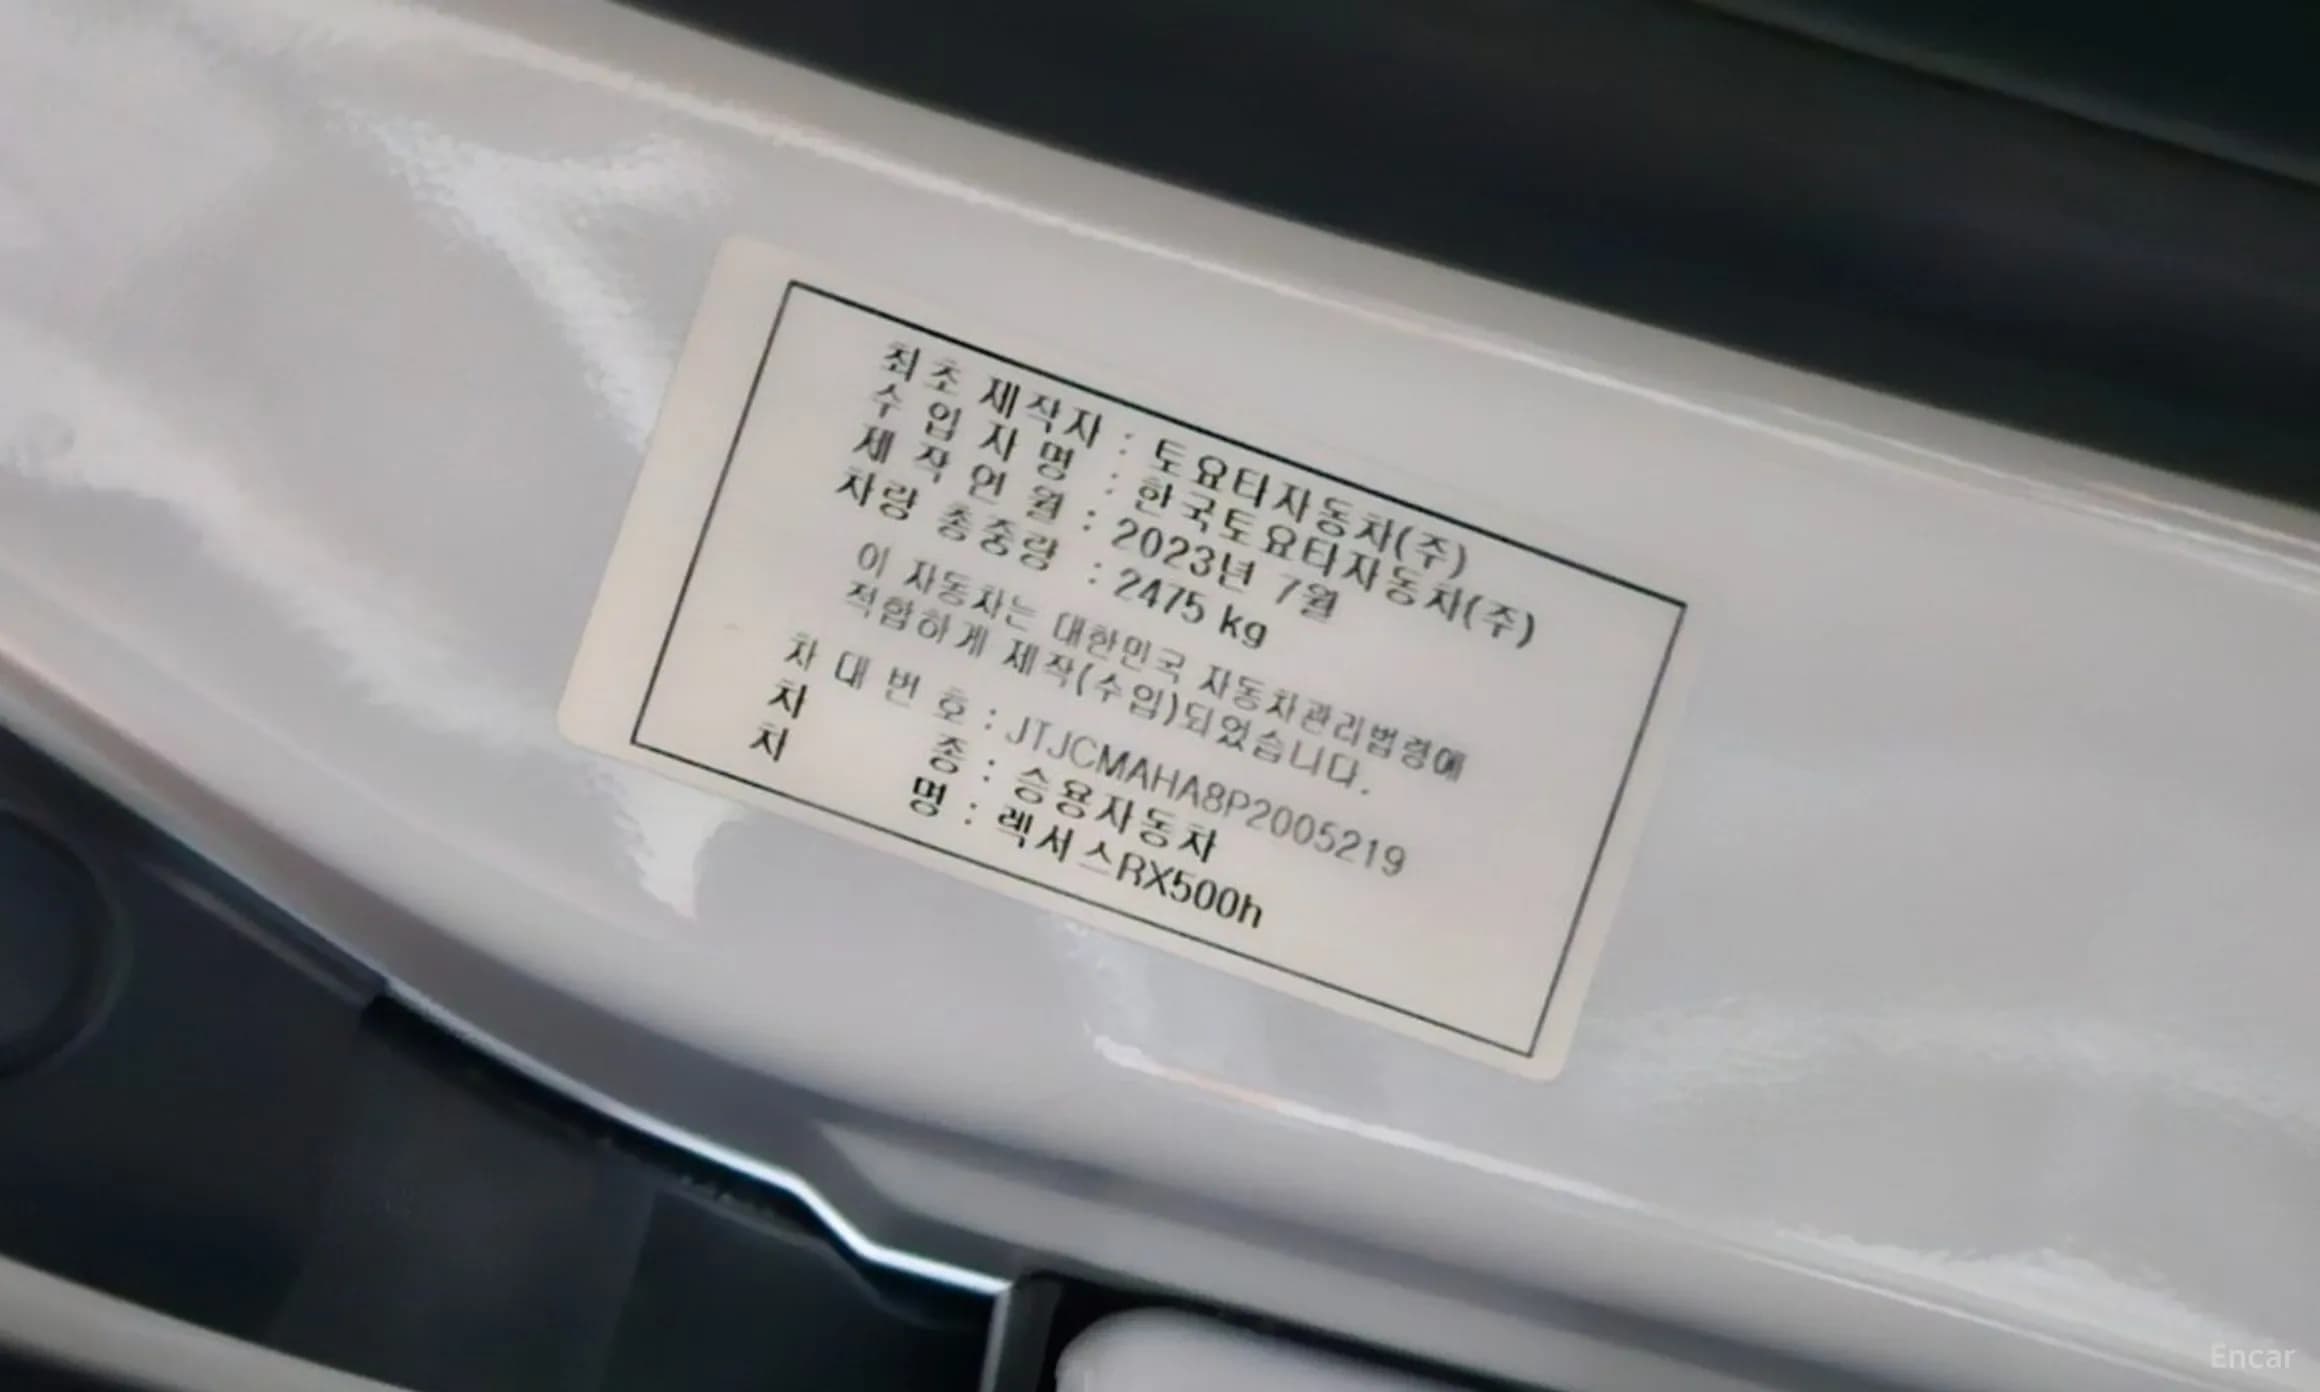 최초 제작자 : 토요타자동차(주)
수 입 자 명 : 한국토요타자동차(주)
제 작 연 월 : 2023년 7월
차량 총중량 : 2475 kg
이 자동차는 대한민국 자동차관리법령에
적합하게 제작(수입)되었습니다.
차 대 번 호 : JTJCMAHA8P2005219
차 종 : 승용자동차
차 명 : 렉서스RX500h
Encar